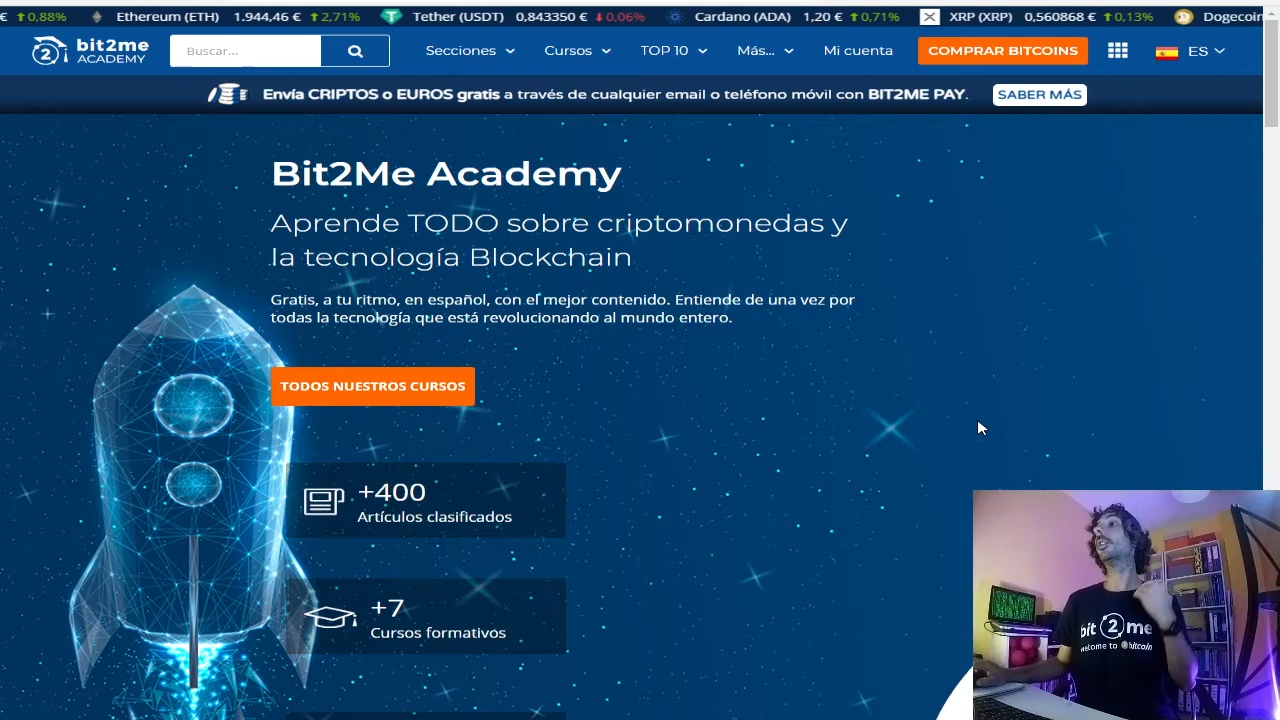 € 0,88% Ethereum (ETH) 1.944,46 € 2,71% Tether (USDT) 0,843350 € 0,06% Cardano (ADA) 1,20 € 0,71% XRP (XRP) 0,560868 € 0,13% Dogecoin
bit2me
ACADEMY
Buscar...
Secciones
Cursos
TOP 10
Más...
Mi cuenta
COMPRAR BITCOINS
ES
Envía CRIPTOS o EUROS gratis a través de cualquier email o teléfono móvil con BIT2ME PAY.
SABER MÁS
Bit2Me Academy
Aprende TODO sobre criptomonedas y
la tecnología Blockchain
Gratis, a tu ritmo, en español, con el mejor contenido. Entiende de una vez por
todas la tecnología que está revolucionando al mundo entero.
TODOS NUESTROS CURSOS
+400
Artículos clasificados
+7
Cursos formativos
bit 2 me
welcome to bitcoin